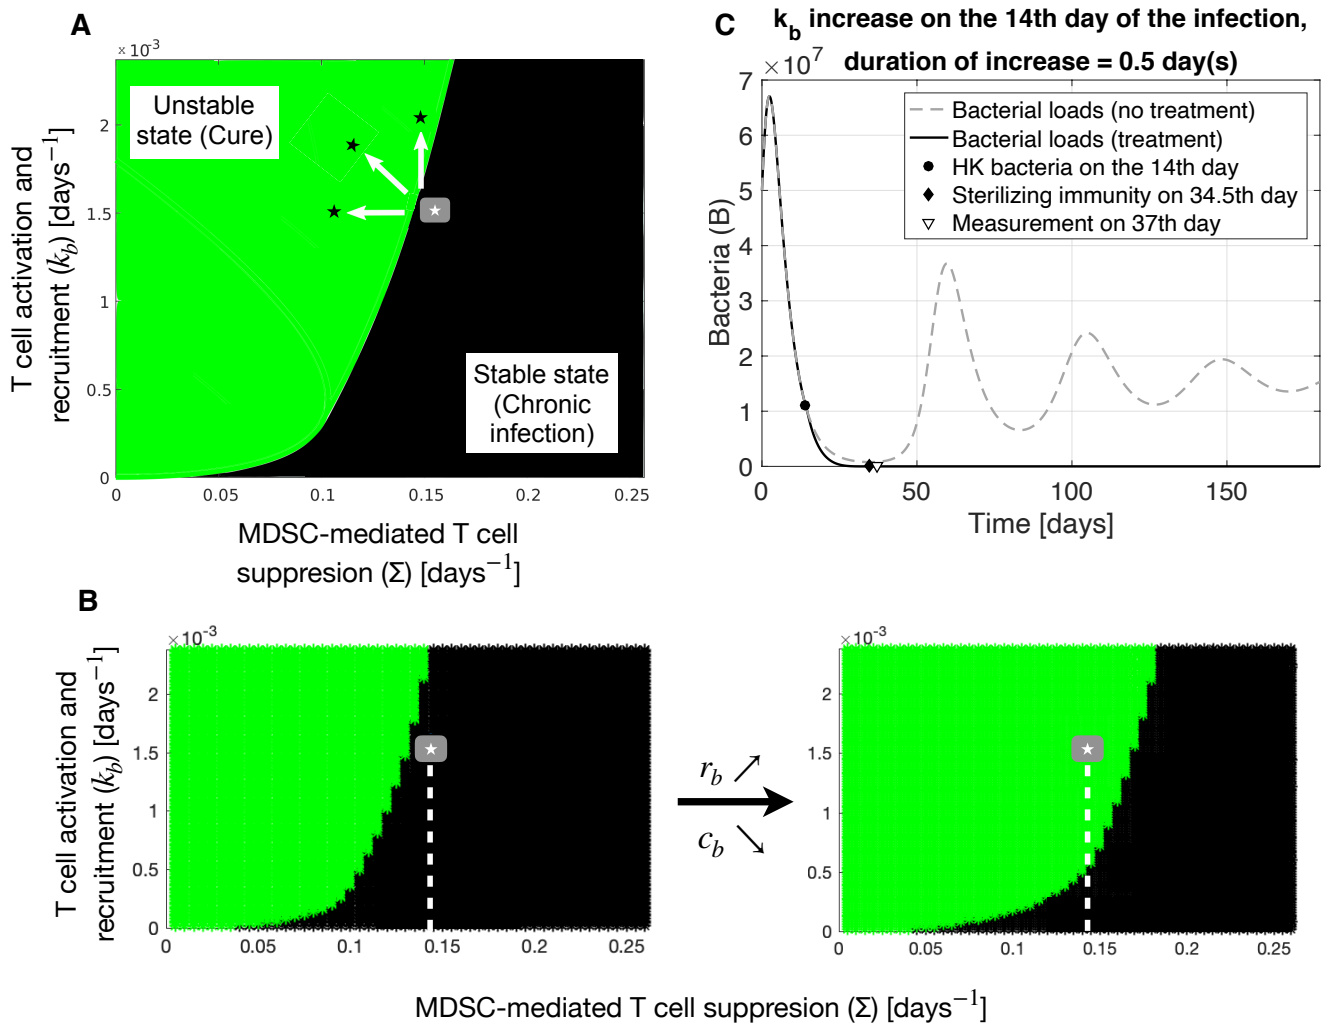 A
× 10⁻³
Unstable
state (Cure)
Stable state
(Chronic
infection)
T cell activation and
recruitment (k_b) [days⁻¹]
2
1.5
1
0.5
0
0
0.05
0.1
0.15
0.2
0.25
MDSC-mediated T cell
suppresion (Σ) [days⁻¹]
C
k_b increase on the 14th day of the infection,
duration of increase = 0.5 day(s)
×10⁷
Bacterial loads (no treatment)
Bacterial loads (treatment)
HK bacteria on the 14th day
Sterilizing immunity on 34.5th day
Measurement on 37th day
Bacteria (B)
7
6
5
4
3
2
1
0
0
50
100
150
Time [days]
B
×10⁻³
T cell activation and
recruitment (k_b) [days⁻¹]
2
1.5
1
0.5
0
0
0.05
0.1
0.15
0.2
0.25
r_b ↗
c_b ↘
×10⁻³
2
1.5
1
0.5
0
0
0.05
0.1
0.15
0.2
0.25
MDSC-mediated T cell suppresion (Σ) [days⁻¹]